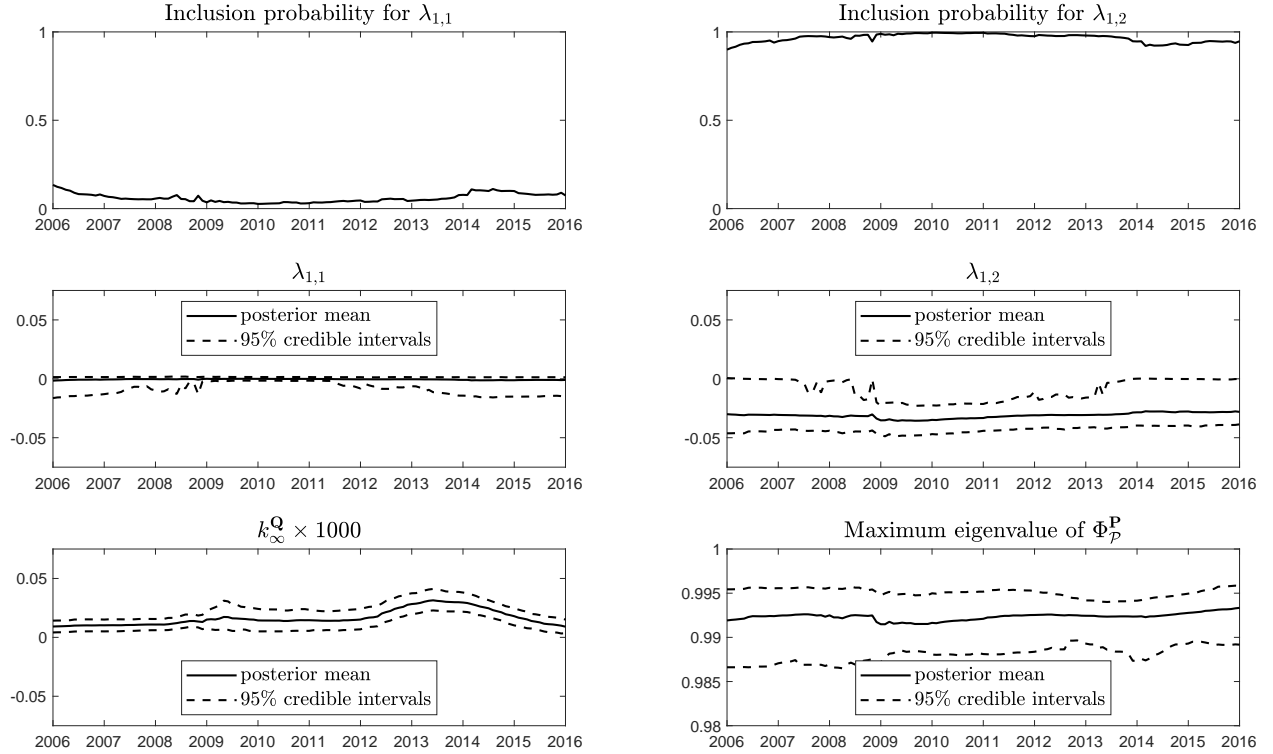 Inclusion probability for λ1,1
1
0.5
0
2006 2007 2008 2009 2010 2011 2012 2013 2014 2015 2016
Inclusion probability for λ1,2
1
0.5
0
2006 2007 2008 2009 2010 2011 2012 2013 2014 2015 2016
λ1,1
0.05
0
-0.05
posterior mean
95% credible intervals
2006 2007 2008 2009 2010 2011 2012 2013 2014 2015 2016
λ1,2
0.05
0
-0.05
posterior mean
95% credible intervals
2006 2007 2008 2009 2010 2011 2012 2013 2014 2015 2016
k∞Q × 1000
0.05
0
-0.05
posterior mean
95% credible intervals
2006 2007 2008 2009 2010 2011 2012 2013 2014 2015 2016
Maximum eigenvalue of ΦPP
1
0.995
0.99
0.985
0.98
posterior mean
95% credible intervals
2006 2007 2008 2009 2010 2011 2012 2013 2014 2015 2016